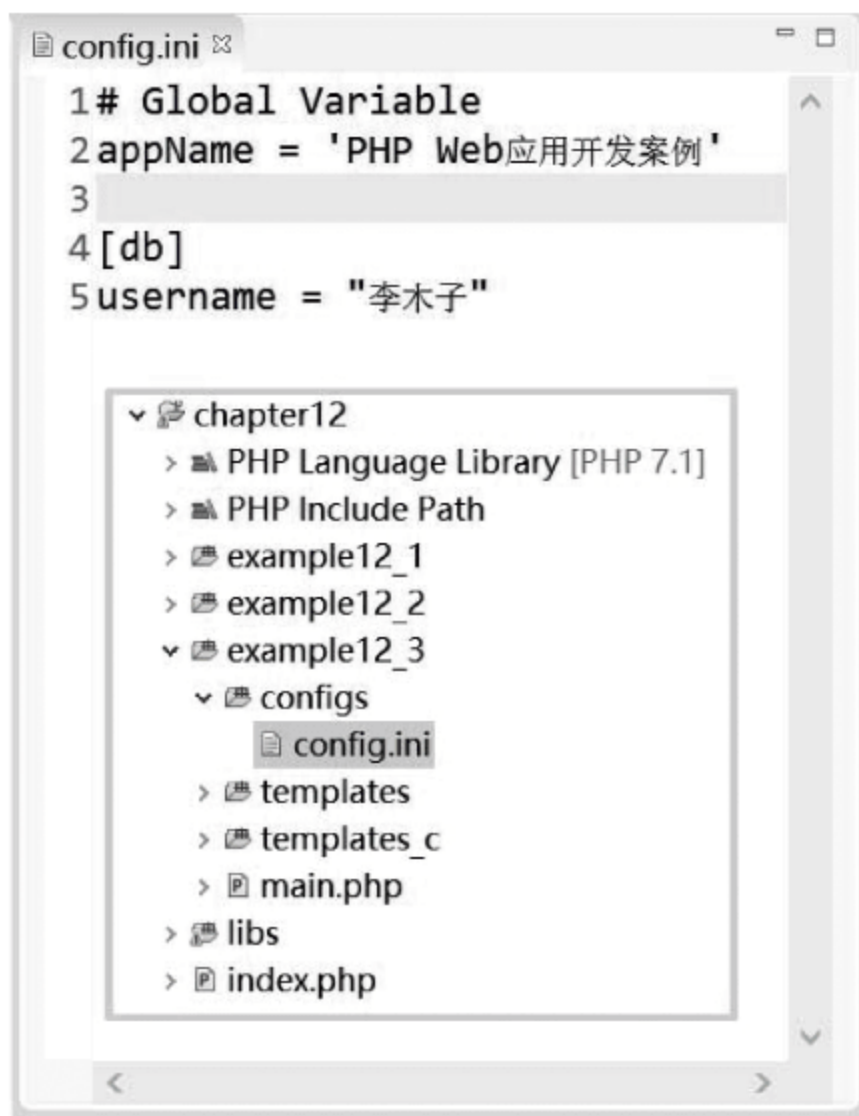 config.ini
1# Global Variable
2appName = 'PHP Web应用开发案例'
3
4[db]
5username = "李木子"
chapter12
PHP Language Library [PHP 7.1]
PHP Include Path
example12_1
example12_2
example12_3
configs
config.ini
templates
templates_c
main.php
libs
index.php